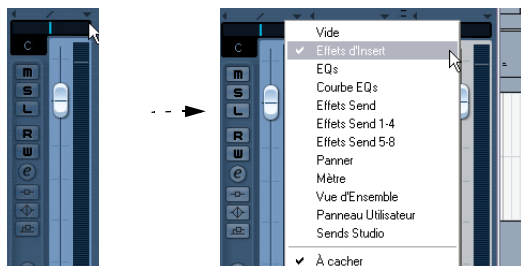 C
m
S
L
R
W
e
C
m
S
L
R
W
e
Vide
✓ Effets d'Insert
EQs
Courbe EQs
Effets Send
Effets Send 1-4
Effets Send 5-8
Panner
Mètre
Vue d'Ensemble
Panneau Utilisateur
Sends Studio
✓ À cacher